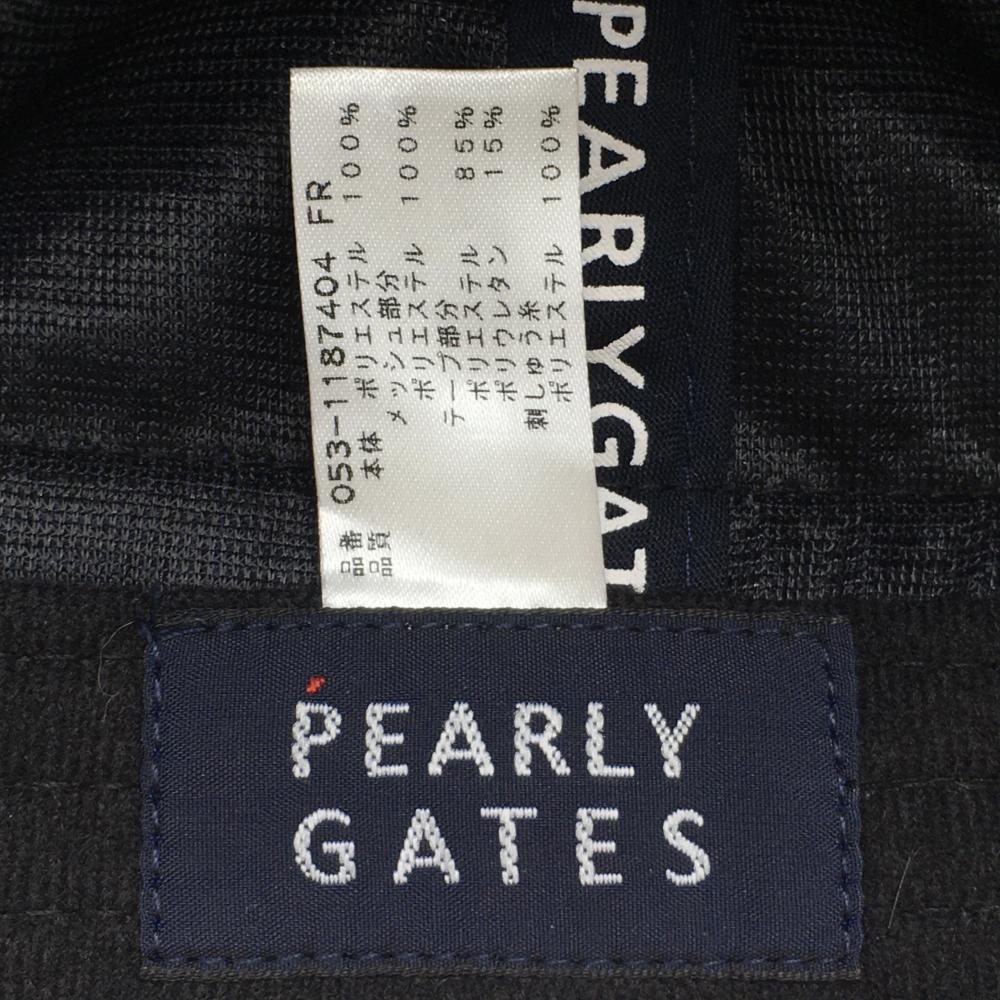 品番 053-1187404 FR
品質 本体 ポリエステル 100%
メッシュ部分
ポリエステル 100%
テープ部分
ポリエステル 85%
ポリウレタン 15%
刺しゅう糸
ポリエステル 100%
PEARLYGAT
PEARLY
GATES